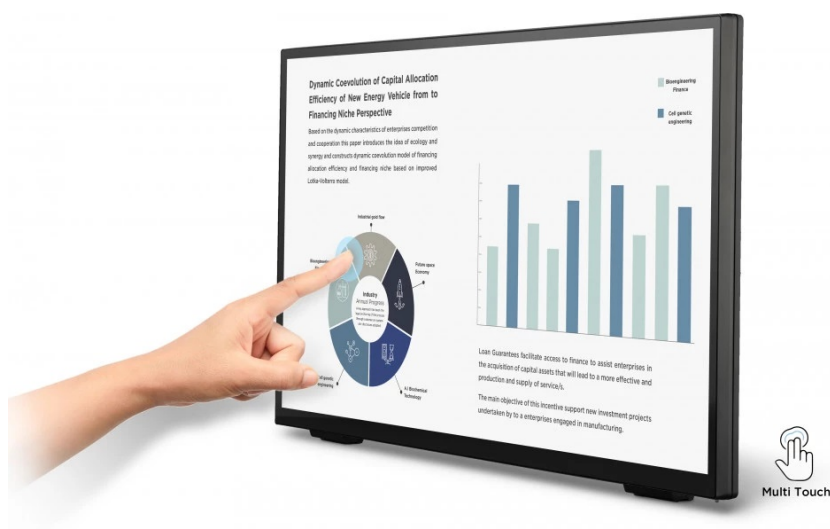 Dynamic Coevolution of Capital Allocation
Efficiency of New Energy Vehicle from to
Financing Niche Perspective
Based on the dynamic characteristics of enterprises competition
and cooperation this paper introduces the idea of ecology and
synergy and constructs dynamic coevolution model of financing
allocation efficiency and financing niche based on improved
Lotka-Volterra model.
Industrial gold flow
Future space
Economy
Industry
Annual Progress
A.I Biochemical
Technology
engineering
Bioengineering
Finance
Cell genetic
engineering
Loan Guarantees facilitate access to finance to assist enterprises in
the acquisition of capital assets that will lead to a more effective and
production and supply of service/s.
The main objective of this incentive support new investment projects
undertaken by to a enterprises engaged in manufacturing.
Multi Touch